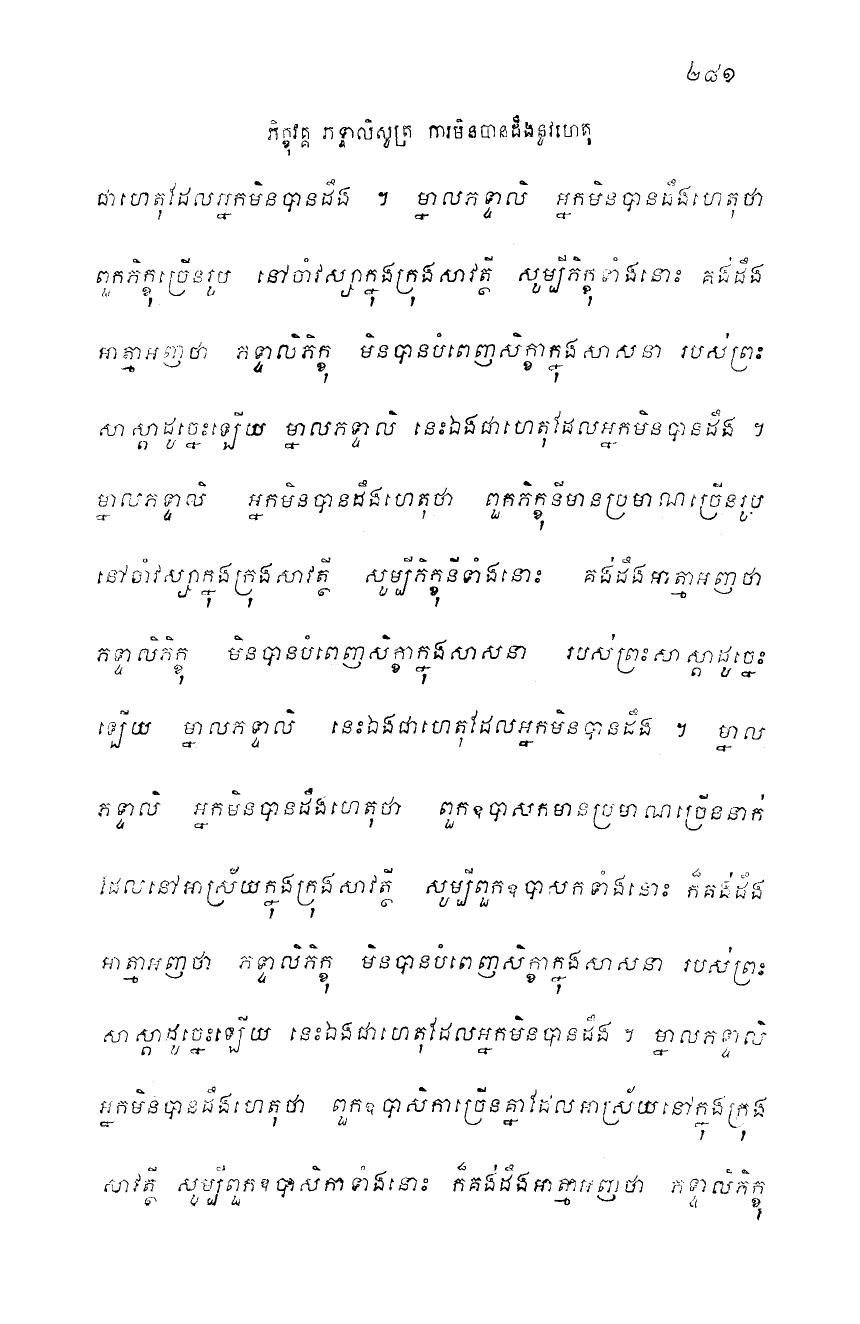 ២៨១
ភិក្ខុវគ្គ ភទ្ទាលិសូត្រ ការមិនបានដឹងនូវហេតុ
ជាហេតុដែលអ្នកមិនបានដឹង ។ ម្នាលភទ្ទាលិ អ្នកមិនបានដឹងហេតុថា
ពួកភិក្ខុច្រើនរូប នៅចាំវស្សាក្នុងក្រុងសាវត្ថី សូម្បីភិក្ខុទាំងនោះ គង់ដឹង
អាត្មាអញថា ភទ្ទាលិភិក្ខុ មិនបានបំពេញសិក្ខាក្នុងសាសនា របស់ព្រះ
សាស្តាដូច្នេះឡើយ ម្នាលភទ្ទាលិ នេះឯងជាហេតុដែលអ្នកមិនបានដឹង ។
ម្នាលភទ្ទាលិ អ្នកមិនបានដឹងហេតុថា ពួកភិក្ខុនីមានប្រមាណច្រើនរូប
នៅចាំវស្សាក្នុងក្រុងសាវត្ថី សូម្បីភិក្ខុនីទាំងនោះ គង់ដឹងអាត្មាអញថា
ភទ្ទាលិភិក្ខុ មិនបានបំពេញសិក្ខាក្នុងសាសនា របស់ព្រះសាស្តាដូច្នេះ
ឡើយ ម្នាលភទ្ទាលិ នេះឯងជាហេតុដែលអ្នកមិនបានដឹង ។ ម្នាល
ភទ្ទាលិ អ្នកមិនបានដឹងហេតុថា ពួកឧបាសកមានប្រមាណច្រើននាក់
ដែលនៅអាស្រ័យក្នុងក្រុងសាវត្ថី សូម្បីពួកឧបាសកទាំងនោះ ក៏គង់ដឹង
អាត្មាអញថា ភទ្ទាលិភិក្ខុ មិនបានបំពេញសិក្ខាក្នុងសាសនា របស់ព្រះ
សាស្តាដូច្នេះឡើយ នេះឯងជាហេតុដែលអ្នកមិនបានដឹង ។ ម្នាលភទ្ទាលិ
អ្នកមិនបានដឹងហេតុថា ពួកឧបាសិកាច្រើនគ្នាដែលអាស្រ័យនៅក្នុងក្រុង
សាវត្ថី សូម្បីពួកឧបាសិកាទាំងនោះ ក៏គង់ដឹងអាត្មាអញថា ភទ្ទាលិភិក្ខុ